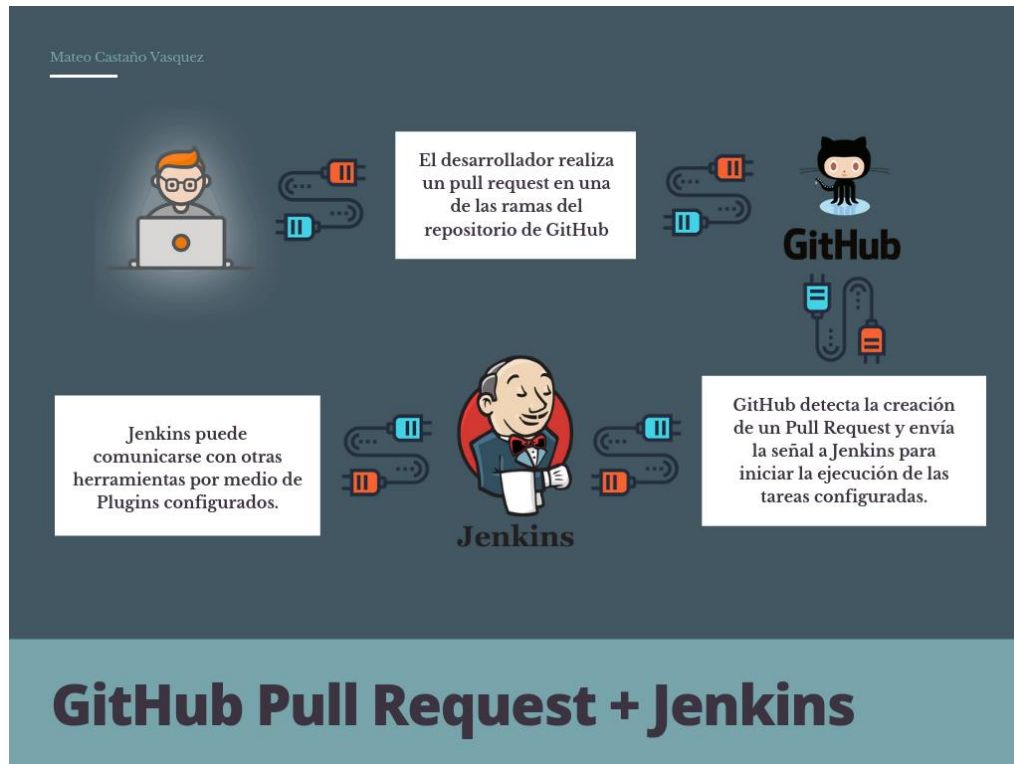 Mateo Castaño Vasquez
El desarrollador realiza
un pull request en una
de las ramas del
repositorio de GitHub
GitHub
GitHub detecta la creación
de un Pull Request y envía
la señal a Jenkins para
iniciar la ejecución de las
tareas configuradas.
Jenkins
Jenkins puede
comunicarse con otras
herramientas por medio de
Plugins configurados.
GitHub Pull Request + Jenkins